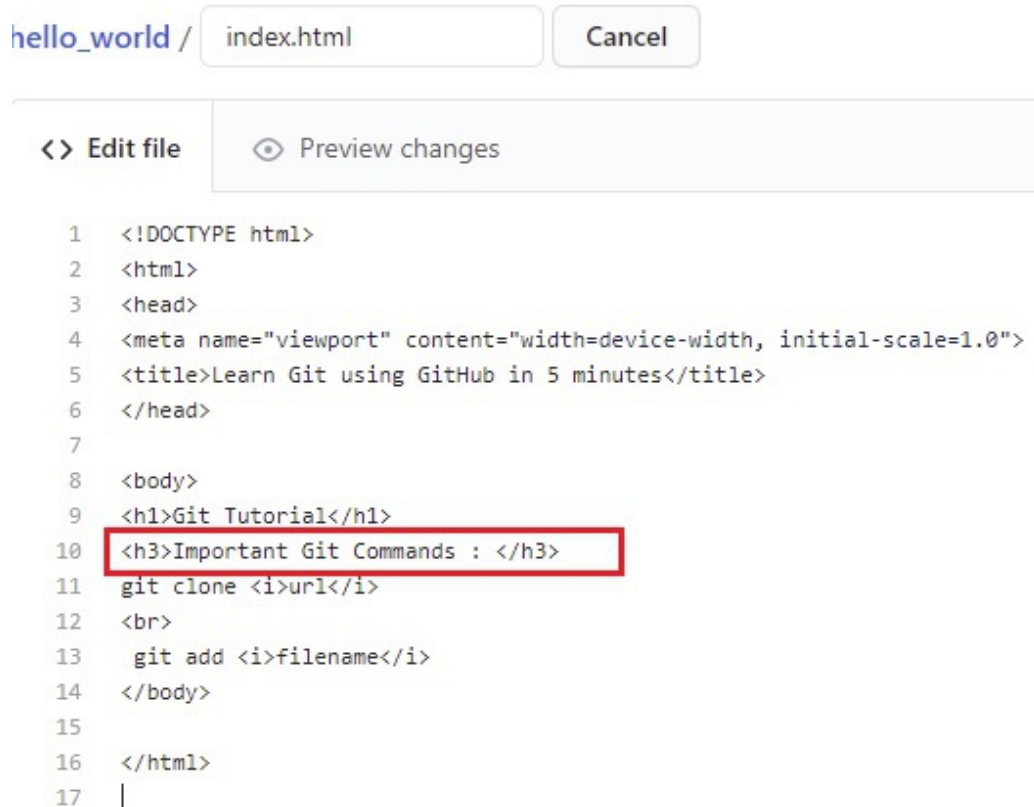 hello_world / index.html Cancel
<> Edit file Preview changes
1 <!DOCTYPE html>
2 <html>
3 <head>
4 <meta name="viewport" content="width=device-width, initial-scale=1.0">
5 <title>Learn Git using GitHub in 5 minutes</title>
6 </head>
7
8 <body>
9 <h1>Git Tutorial</h1>
10 <h3>Important Git Commands : </h3>
11 git clone <i>url</i>
12 <br>
13  git add <i>filename</i>
14 </body>
15
16 </html>
17